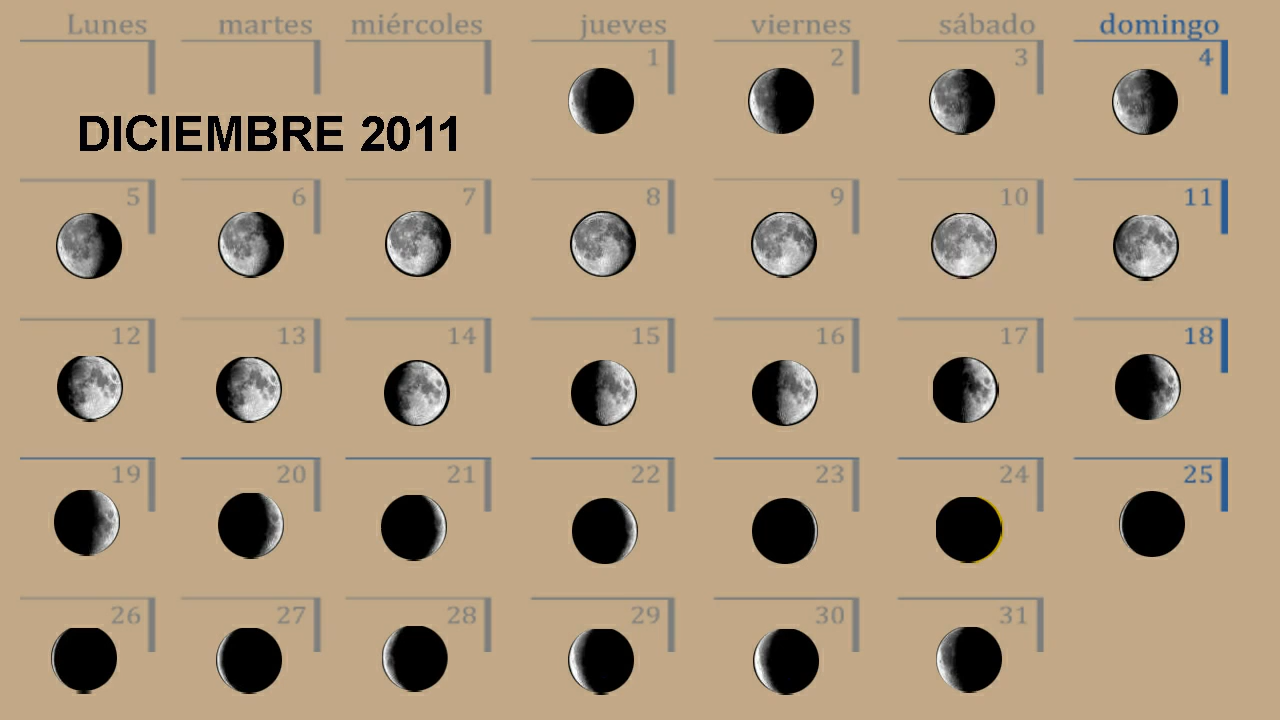 Lunes martes miércoles jueves viernes sábado domingo
1 2 3 4
DICIEMBRE 2011
5 6 7 8 9 10 11
12 13 14 15 16 17 18
19 20 21 22 23 24 25
26 27 28 29 30 31